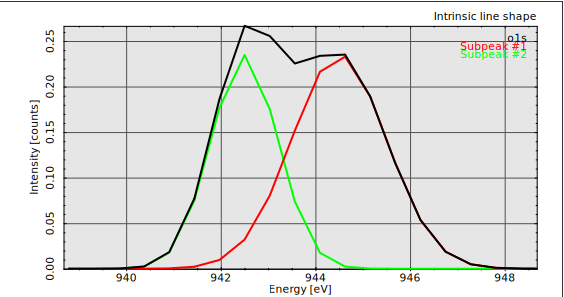 Intrinsic line shape
o1s
Subpeak #1
Subpeak #2
Intensity [counts]
0.25
0.20
0.15
0.10
0.05
0.00
940 942 944 946 948
Energy [eV]